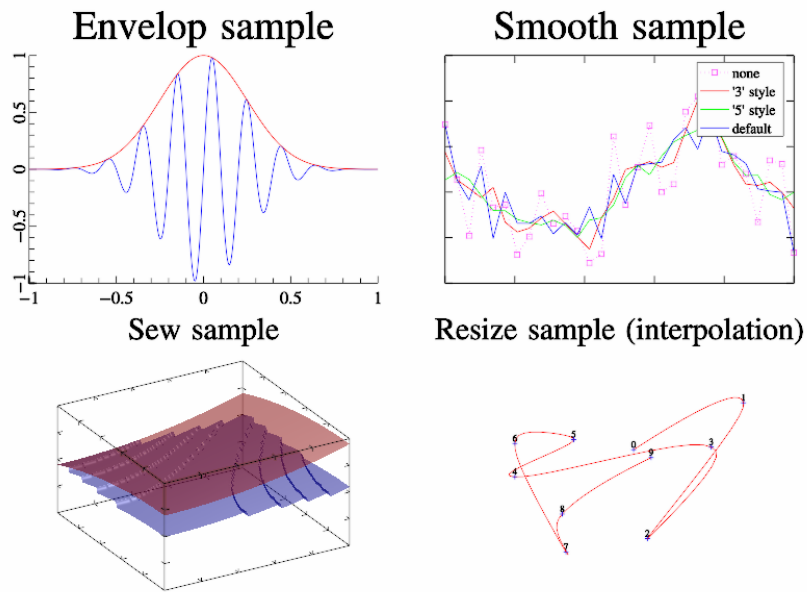 Envelop sample
Smooth sample
1
0.5
0
−0.5
−1
−1
−0.5
0
0.5
1
none
'3' style
'5' style
default
Sew sample
Resize sample (interpolation)
1
6
5
0
3
9
4
8
2
7